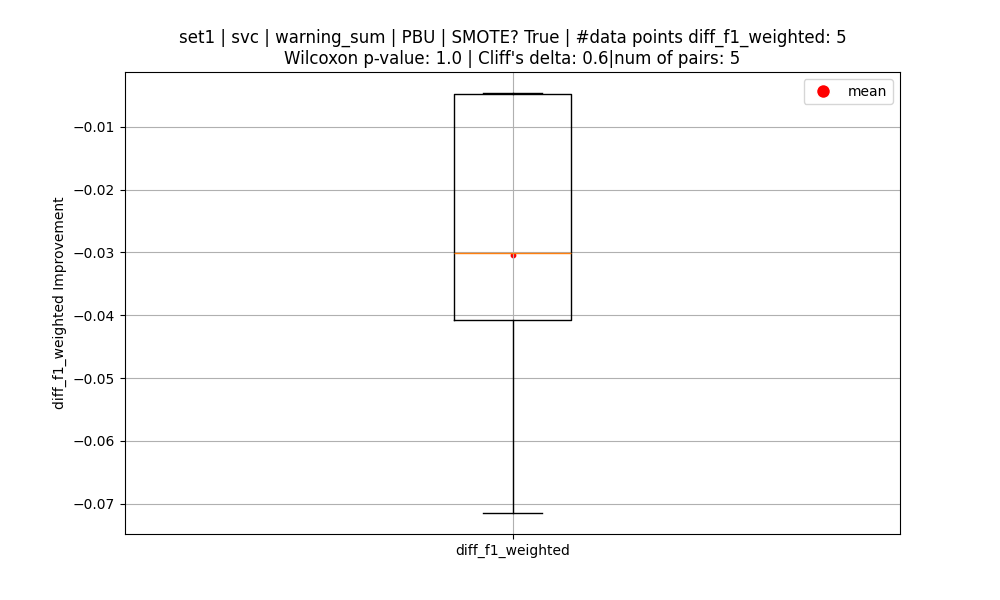 set1 | svc | warning_sum | PBU | SMOTE? True | #data points diff_f1_weighted: 5
Wilcoxon p-value: 1.0 | Cliff's delta: 0.6|num of pairs: 5
mean
−0.01
−0.02
−0.03
−0.04
−0.05
−0.06
−0.07
diff_f1_weighted Improvement
diff_f1_weighted